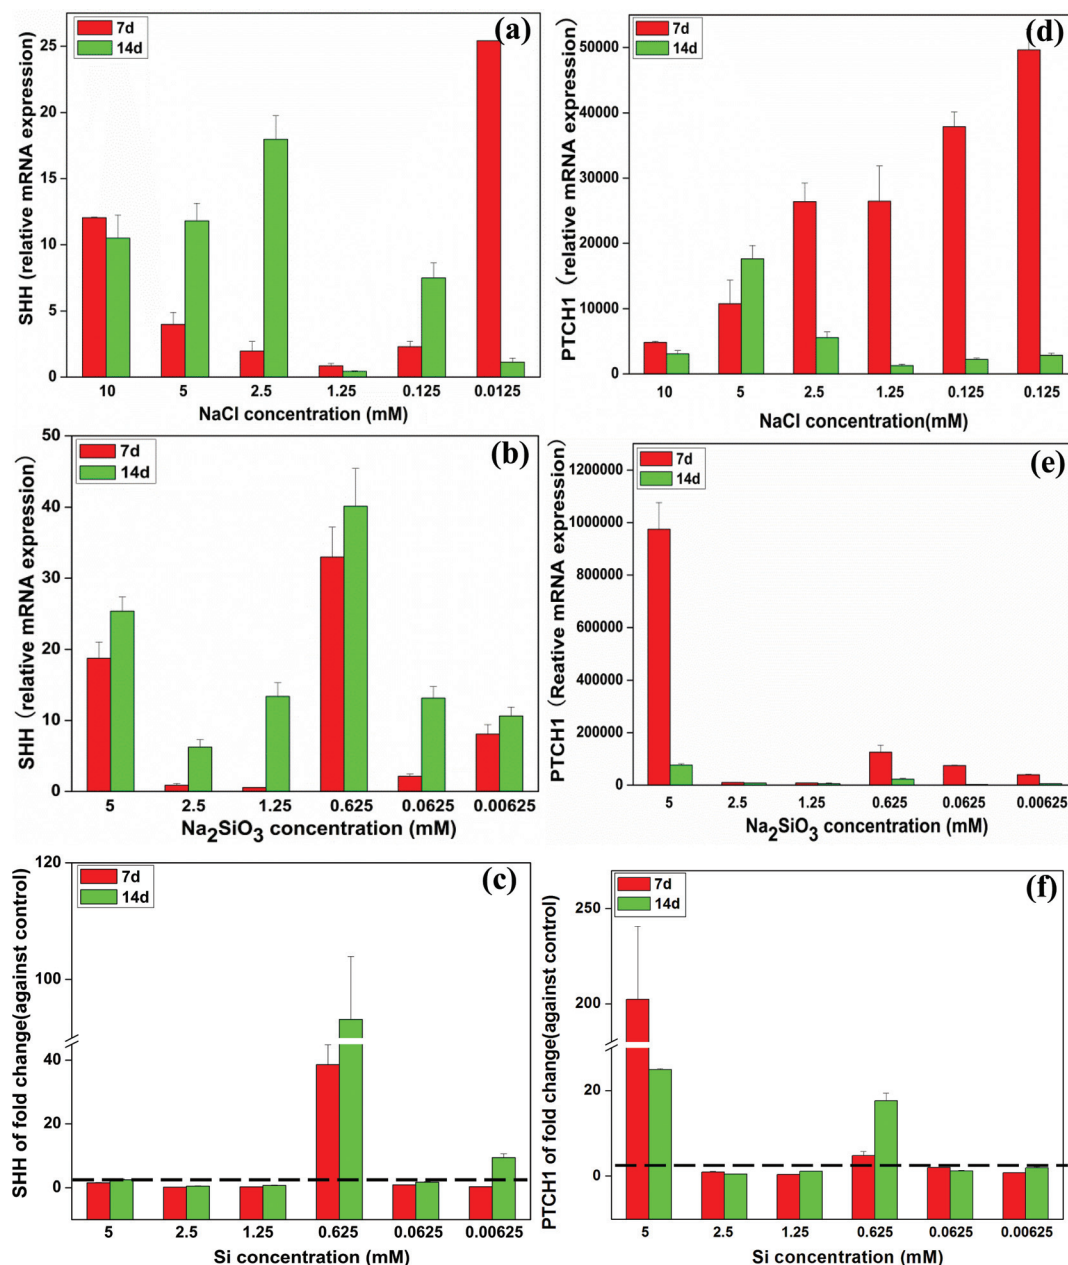 (a)
7d
14d
SHH (relative mRNA expression)
25
20
15
10
5
0
10 5 2.5 1.25 0.125 0.0125
NaCl concentration (mM)
(d)
7d
14d
PTCH1 (relative mRNA expression)
50000
40000
30000
20000
10000
0
10 5 2.5 1.25 0.125 0.125
NaCl concentration(mM)
(b)
7d
14d
SHH (relative mRNA expression)
50
40
30
20
10
0
5 2.5 1.25 0.625 0.0625 0.00625
Na₂SiO₃ concentration (mM)
(e)
7d
14d
PTCH1 (Reative mRNA expression)
1200000
1000000
800000
600000
400000
200000
0
5 2.5 1.25 0.625 0.0625 0.00625
Na₂SiO₃ concentration (mM)
(c)
7d
14d
SHH of fold change(against control)
120
100
40
20
0
5 2.5 1.25 0.625 0.0625 0.00625
Si concentration (mM)
(f)
7d
14d
PTCH1 of fold change(against control)
250
200
20
0
5 2.5 1.25 0.625 0.0625 0.00625
Si concentration (mM)